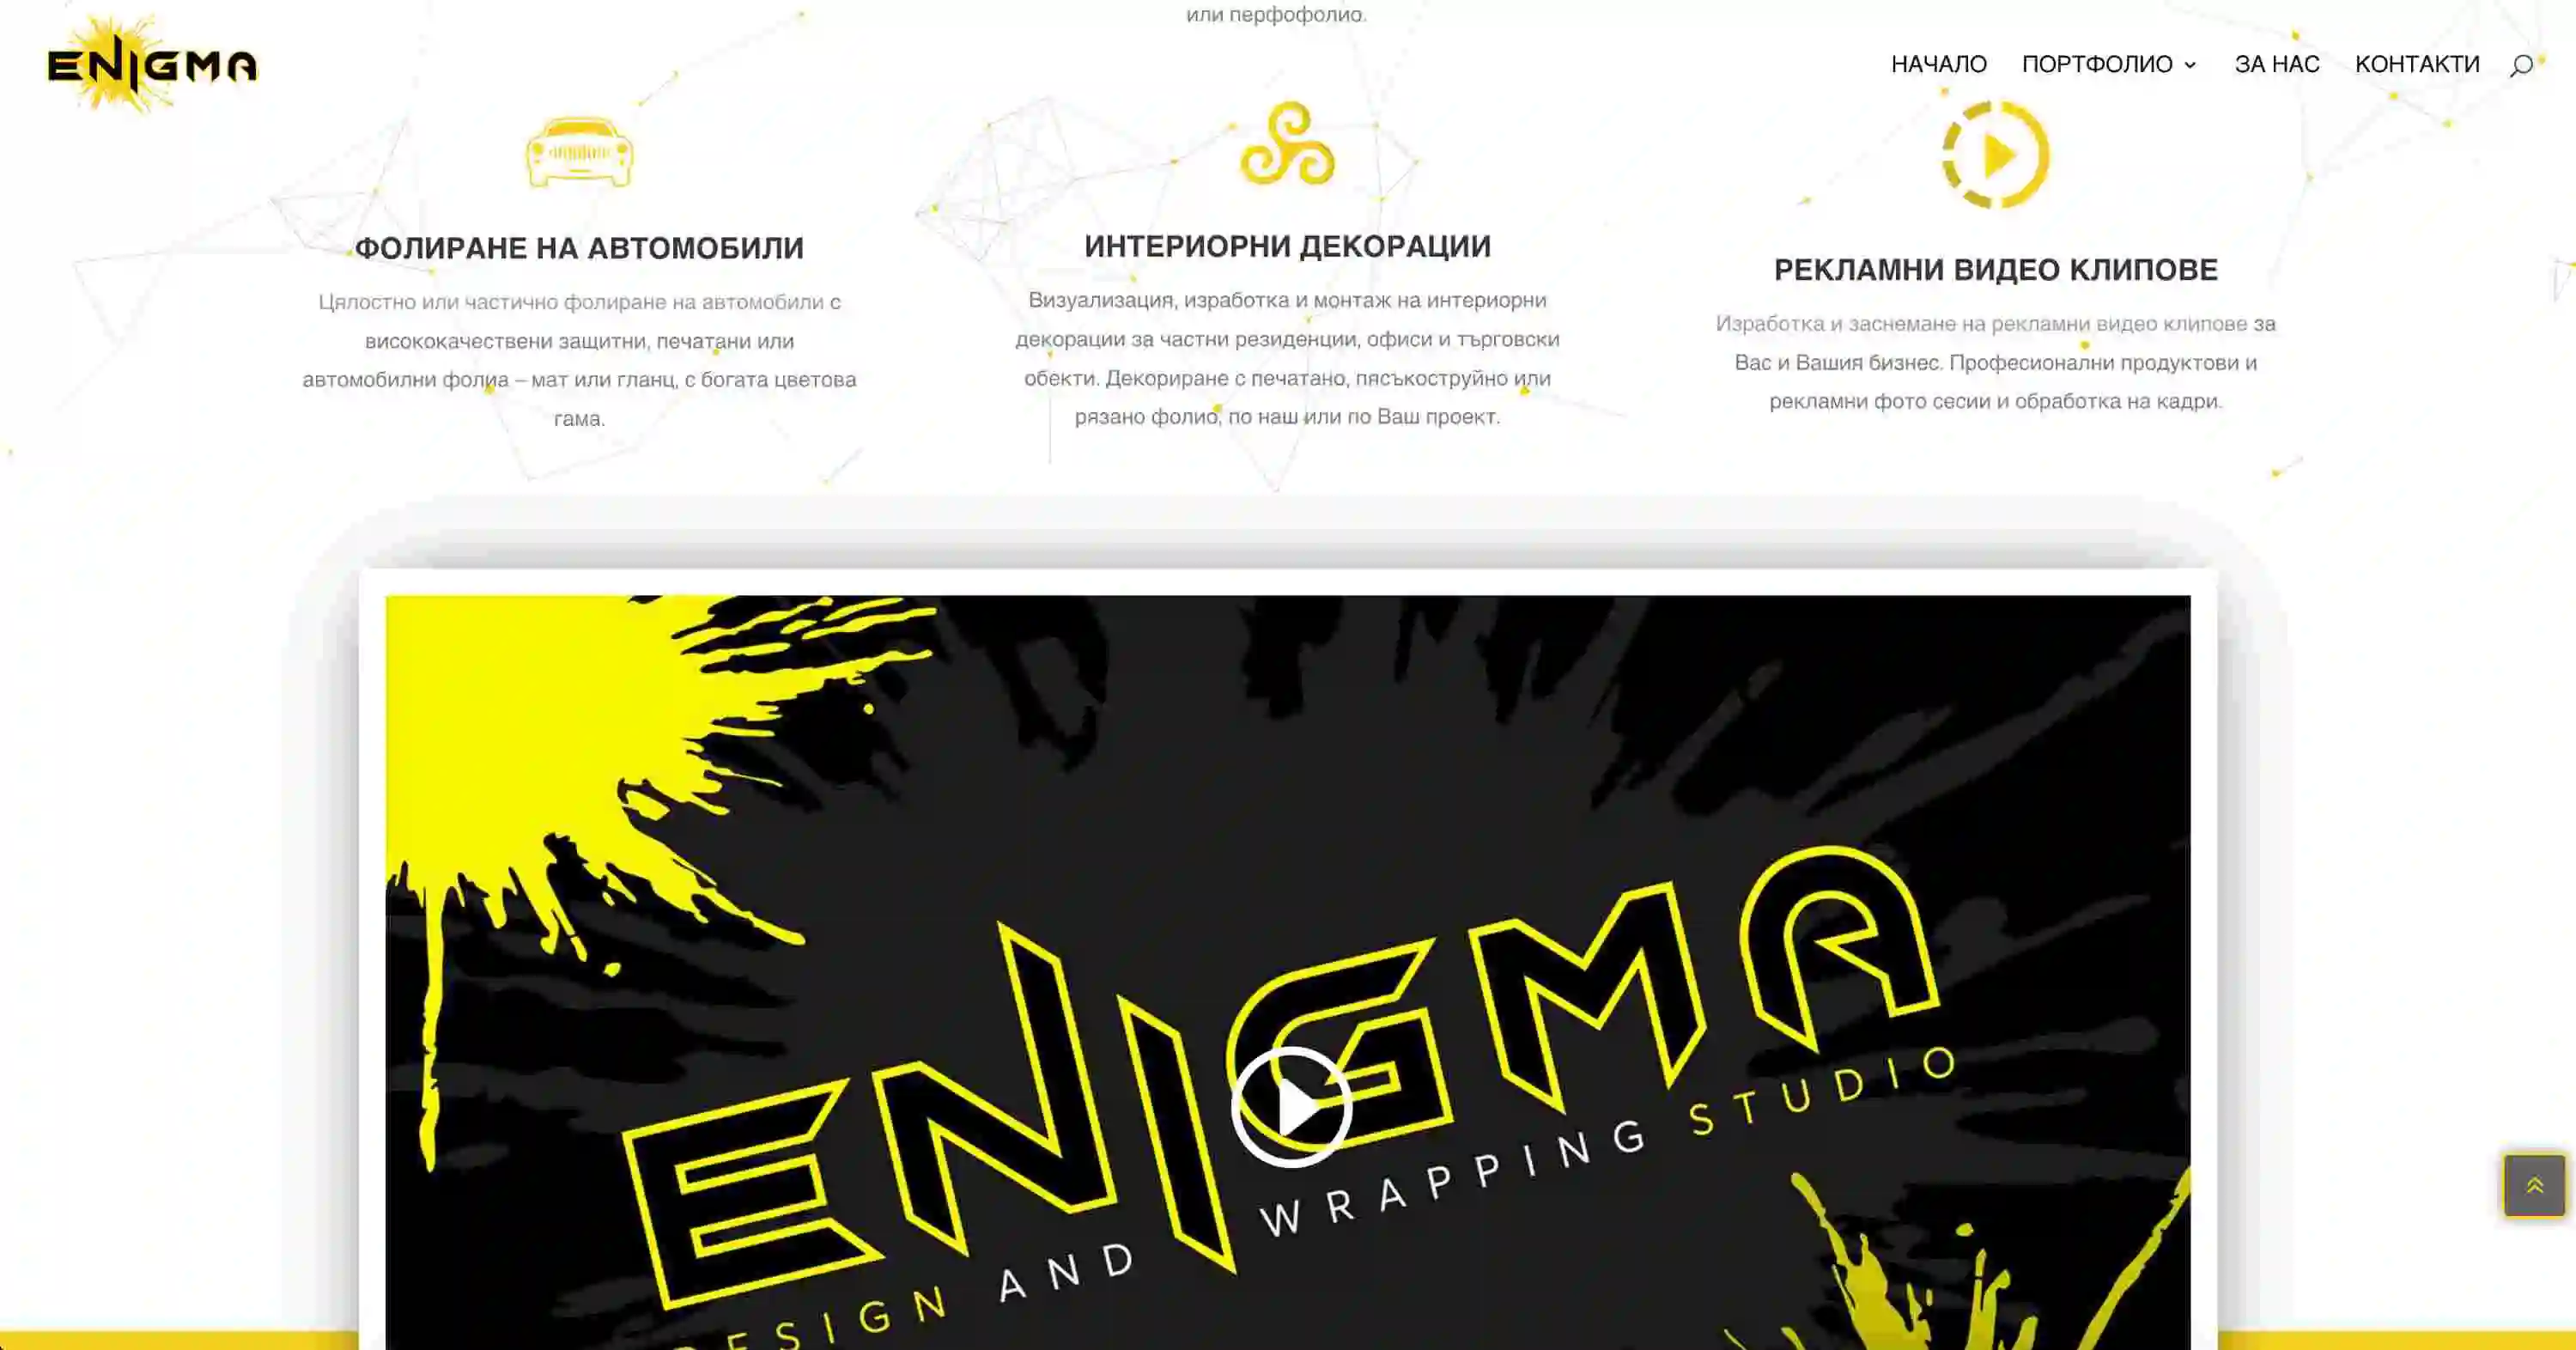 или перфофолио.
ENIGMA
НАЧАЛО ПОРТФОЛИО ЗА НАС КОНТАКТИ
ФОЛИРАНЕ НА АВТОМОБИЛИ
Цялостно или частично фолиране на автомобили с
висококачествени защитни, печатани или
автомобилни фолиа – мат или гланц, с богата цветова
гама.
ИНТЕРИОРНИ ДЕКОРАЦИИ
Визуализация, изработка и монтаж на интериорни
декорации за частни резиденции, офиси и търговски
обекти. Декориране с печатано, пясъкоструйно или
рязано фолио, по наш или по Ваш проект.
РЕКЛАМНИ ВИДЕО КЛИПОВЕ
Изработка и заснемане на рекламни видео клипове за
Вас и Вашия бизнес. Професионални продуктови и
рекламни фото сесии и обработка на кадри.
ENIGMA
DESIGN AND WRAPPING STUDIO